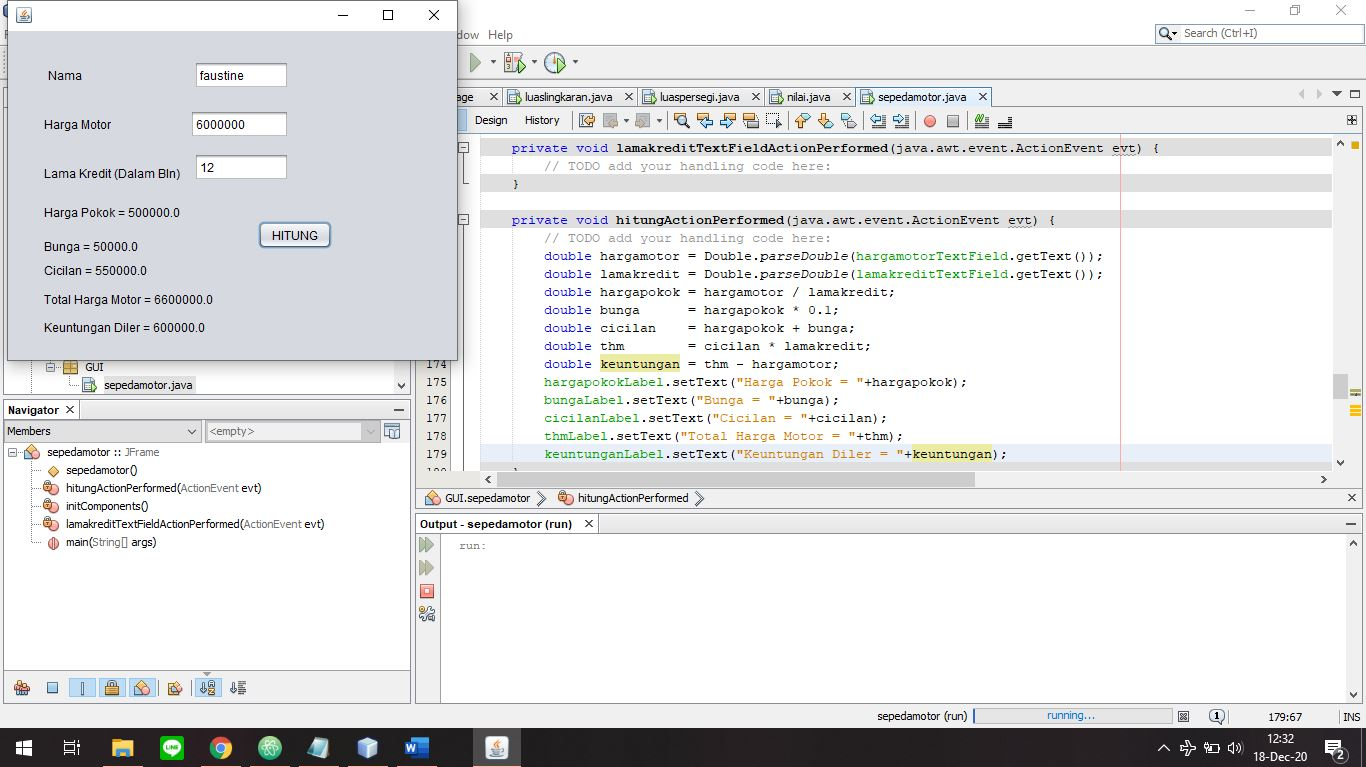 dow Help
Search (Ctrl+I)
Nama faustine
Harga Motor 6000000
Lama Kredit (Dalam Bln) 12
Harga Pokok = 500000.0
HITUNG
Bunga = 50000.0
Cicilan = 550000.0
Total Harga Motor = 6600000.0
Keuntungan Diler = 600000.0
age luaslingkaran.java luaspersegi.java nilai.java sepedamotor.java
Design History
private void lamakreditTextFieldActionPerformed(java.awt.event.ActionEvent evt) {
// TODO add your handling code here:
}
private void hitungActionPerformed(java.awt.event.ActionEvent evt) {
// TODO add your handling code here:
double hargamotor = Double.parseDouble(hargamotorTextField.getText());
double lamakredit = Double.parseDouble(lamakreditTextField.getText());
double hargapokok = hargamotor / lamakredit;
double bunga = hargapokok * 0.1;
double cicilan = hargapokok + bunga;
double thm = cicilan * lamakredit;
174 double keuntungan = thm - hargamotor;
175 hargapokokLabel.setText("Harga Pokok = "+hargapokok);
176 bungaLabel.setText("Bunga = "+bunga);
177 cicilanLabel.setText("Cicilan = "+cicilan);
178 thmLabel.setText("Total Harga Motor = "+thm);
179 keuntunganLabel.setText("Keuntungan Diler = "+keuntungan);
GUI
sepedamotor.java
Navigator
Members <empty>
sepedamotor :: JFrame
sepedamotor()
hitungActionPerformed(ActionEvent evt)
initComponents()
lamakreditTextFieldActionPerformed(ActionEvent evt)
main(String[] args)
GUI.sepedamotor hitungActionPerformed
Output - sepedamotor (run)
run:
sepedamotor (run) running... 1 179:67 INS
12:32
18-Dec-20
2